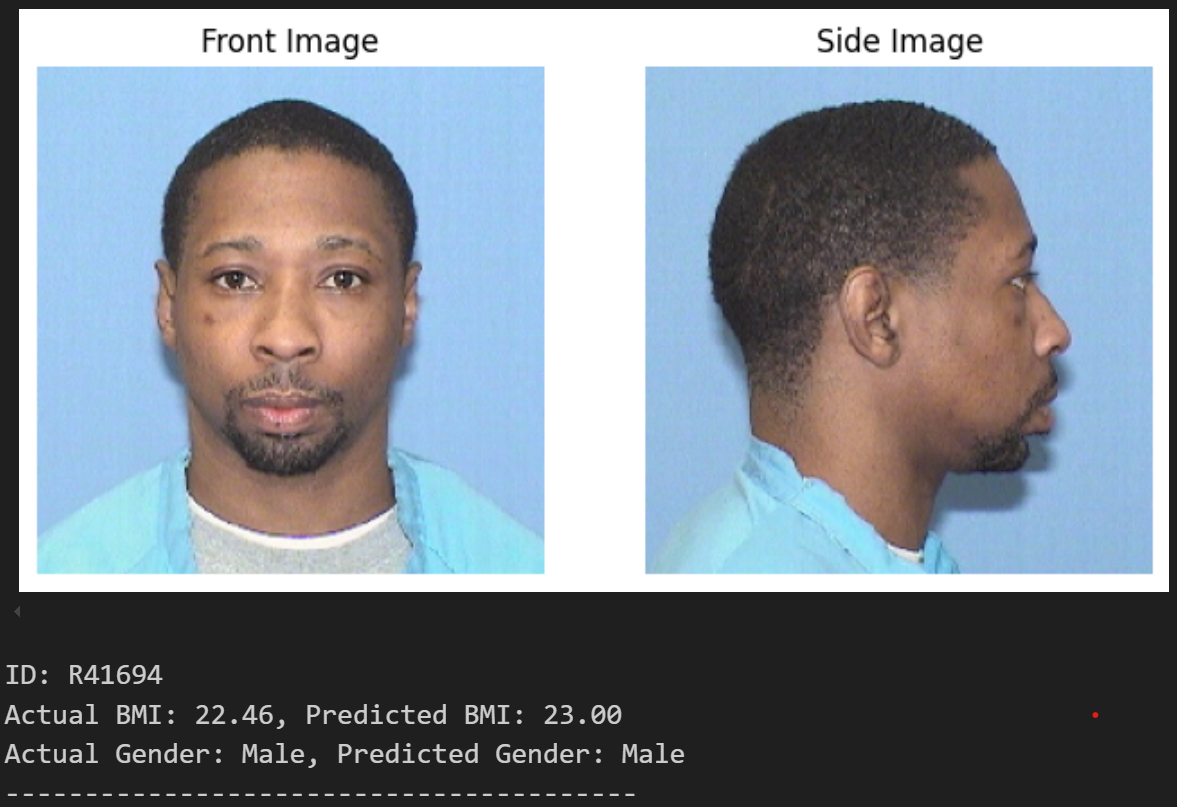 Front Image
Side Image
ID: R41694
Actual BMI: 22.46, Predicted BMI: 23.00
Actual Gender: Male, Predicted Gender: Male
----------------------------------------